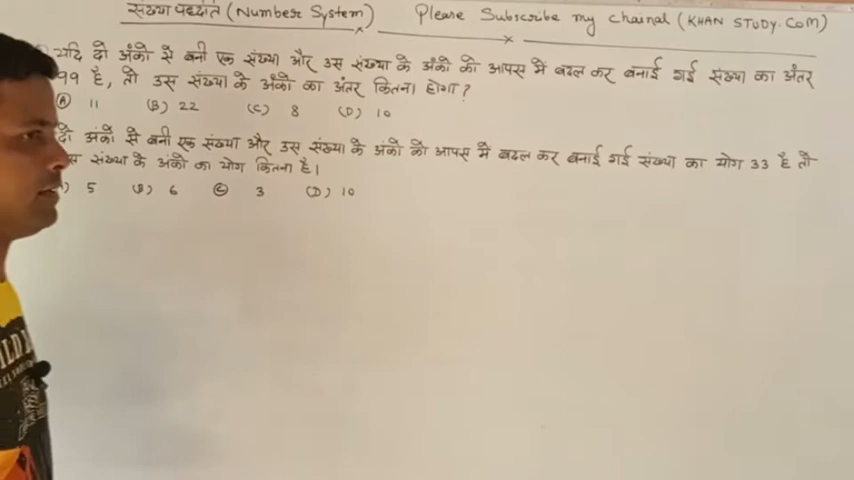 संख्या पद्धति (Number System) Please Subscribe my Chainal (KHAN STUDY.COM)
यदि दो अंको से बनी एक संख्या और उस संख्या के अंको को आपस में बदल कर बनाई गई संख्या का अंतर
99 है, तो उस संख्या के अंको का अंतर कितना होगा?
(A) 11 (B) 22 (C) 8 (D) 10
दो अंको से बनी एक संख्या और उस संख्या के अंको को आपस में बदल कर बनाई गई संख्या का योग 33 है तो
संख्या के अंको का योग कितना है।
5 (B) 6 (C) 3 (D) 10